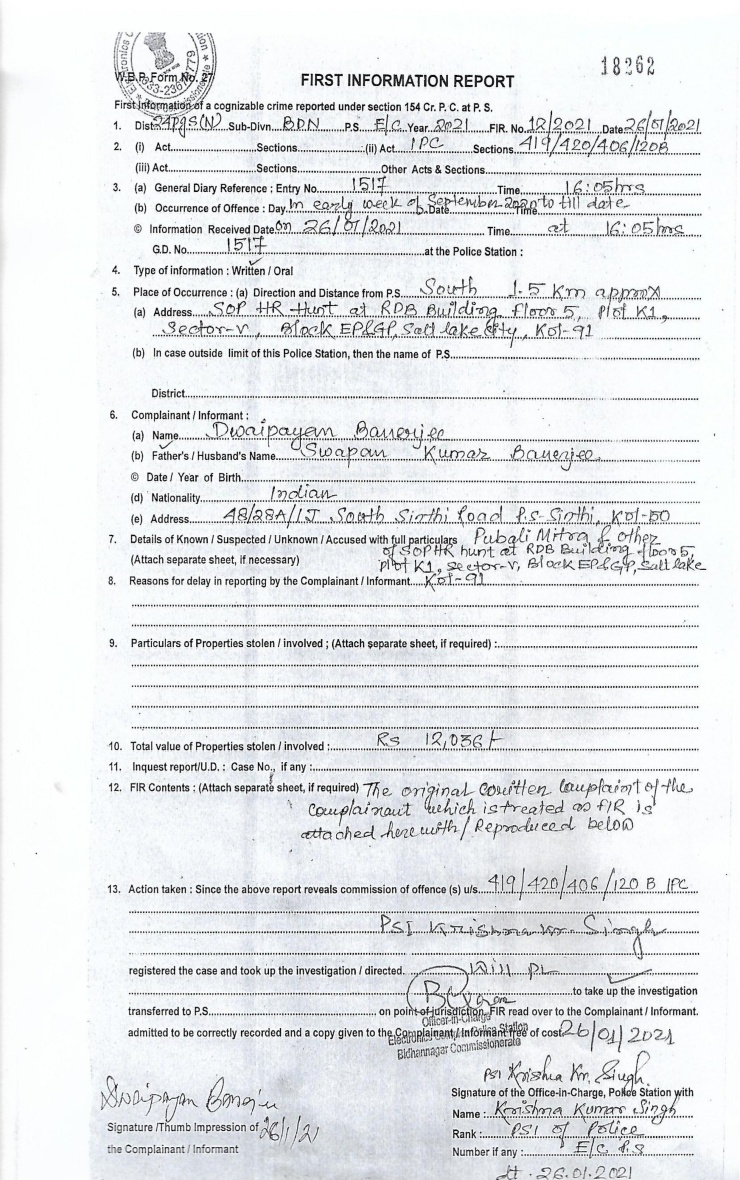 18262
W.B.P. Form No. 27
FIRST INFORMATION REPORT
First Information of a cognizable crime reported under section 154 Cr. P. C. at P. S.
1. Dist. 24pgs(N) Sub-Divn. BDN P.S. E/C Year 2021 FIR. No. 12/2021 Date 26/01/2021
2. (i) Act Sections (ii) Act IPC Sections 419/420/406/120B
(iii) Act Sections Other Acts & Sections
3. (a) General Diary Reference : Entry No. 1517 Time 16:05hrs
(b) Occurrence of Offence : Day In early week of September 2020 to till date Date Time
© Information Received Date on 26/01/2021 Time at 16:05hrs
G.D. No. 1517 at the Police Station :
4. Type of information : Written / Oral
5. Place of Occurrence : (a) Direction and Distance from P.S. South 1.5 Km approx
(a) Address SOP HR Hunt at RDB Building floor 5, Plot K1,
Sector-V, Block EP&GP, Salt lake City, Kol-91
(b) In case outside limit of this Police Station, then the name of P.S.
District
6. Complainant / Informant :
(a) Name Dwaipayan Banerjee
(b) Father's / Husband's Name Swapan Kumar Banerjee
© Date / Year of Birth
(d) Nationality Indian
(e) Address 48/28A/1J South Sinthi Road P.S- Sinthi, Kol-50
7. Details of Known / Suspected / Unknown / Accused with full particulars Pubali Mitra & other
of SOP HR hunt at RDB Building floor 5,
(Attach separate sheet, if necessary) Plot K1, Sector-V, Block EP&GP, Salt lake
8. Reasons for delay in reporting by the Complainant / Informant Kol-91
9. Particulars of Properties stolen / involved ; (Attach separate sheet, if required) :
10. Total value of Properties stolen / involved : Rs 12,036/-
11. Inquest report/U.D. : Case No., if any :
12. FIR Contents : (Attach separate sheet, if required) The original written complaint of the
complainant which is treated as FIR is
attached here with/ Reproduced below
13. Action taken : Since the above report reveals commission of offence (s) u/s. 419/420/406/120 B IPC
PSI Krishna Kr. Singh
registered the case and took up the investigation / directed. Will Pl.
to take up the investigation
transferred to P.S. on point of jurisdiction, FIR read over to the Complainant / Informant.
Officer-in-Charge
admitted to be correctly recorded and a copy given to the Complainant / Informant free of cost. 26/01/2021
Electronics Complex Police Station
Bidhannagar Commissionerate
PSI Krishna Kr. Singh
Signature of the Office-in-Charge, Police Station with
Dwaipayan Banerjee
Name : Krishna Kumar Singh
Signature /Thumb Impression of 26/1/21
Rank : PSI of Police
the Complainant / Informant
Number if any : E/C P.S
dt - 26.01.2021